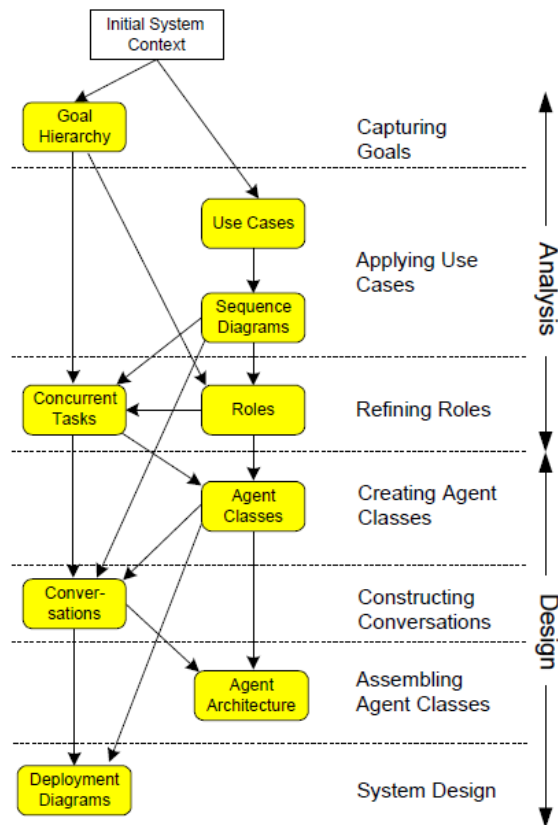 Initial System
Context
Goal
Hierarchy
Capturing
Goals
Use Cases
Applying Use
Cases
Sequence
Diagrams
Analysis
Concurrent
Tasks
Roles
Refining Roles
Agent
Classes
Creating Agent
Classes
Conver-
sations
Constructing
Conversations
Design
Agent
Architecture
Assembling
Agent Classes
Deployment
Diagrams
System Design